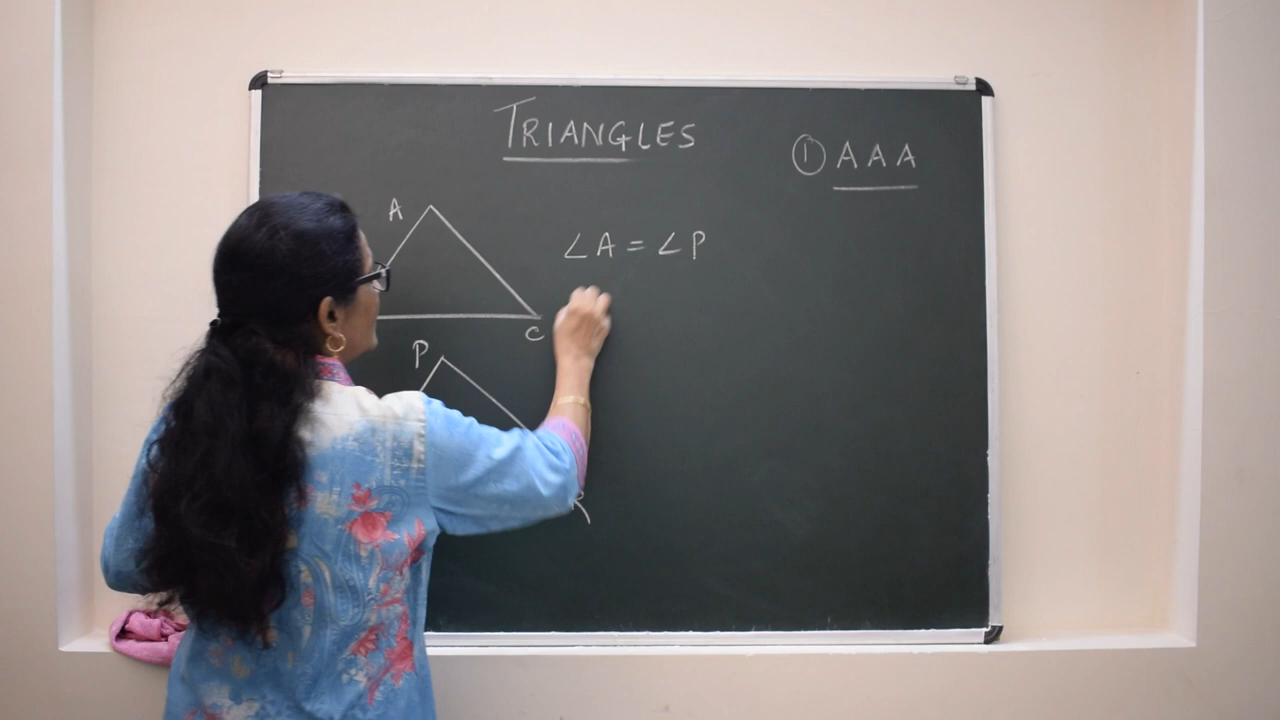 TRIANGLES
① AAA
A
∠A = ∠P
C
P